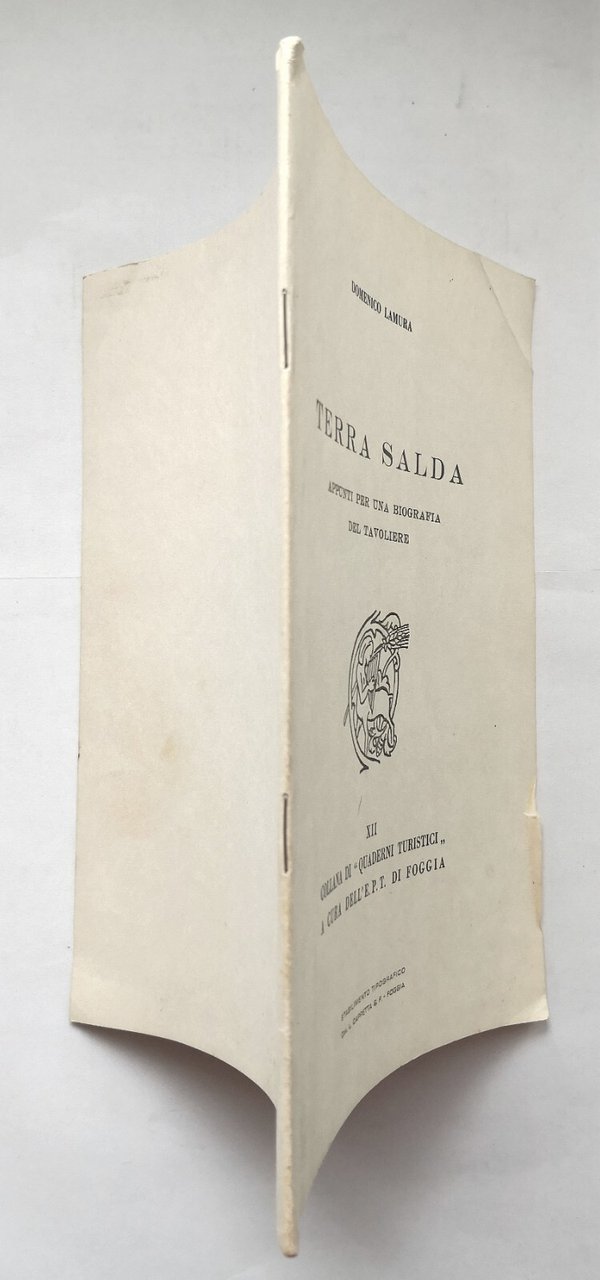 DOMENICO LAMURA
TERRA SALDA
APPUNTI PER UNA BIOGRAFIA
DEL TAVOLIERE
XII
COLLANA DI “QUADERNI TURISTICI„
A CURA DELL'E.P.T. DI FOGGIA
STABILIMENTO TIPOGRAFICO
CAPPETTA & F. - FOGGIA